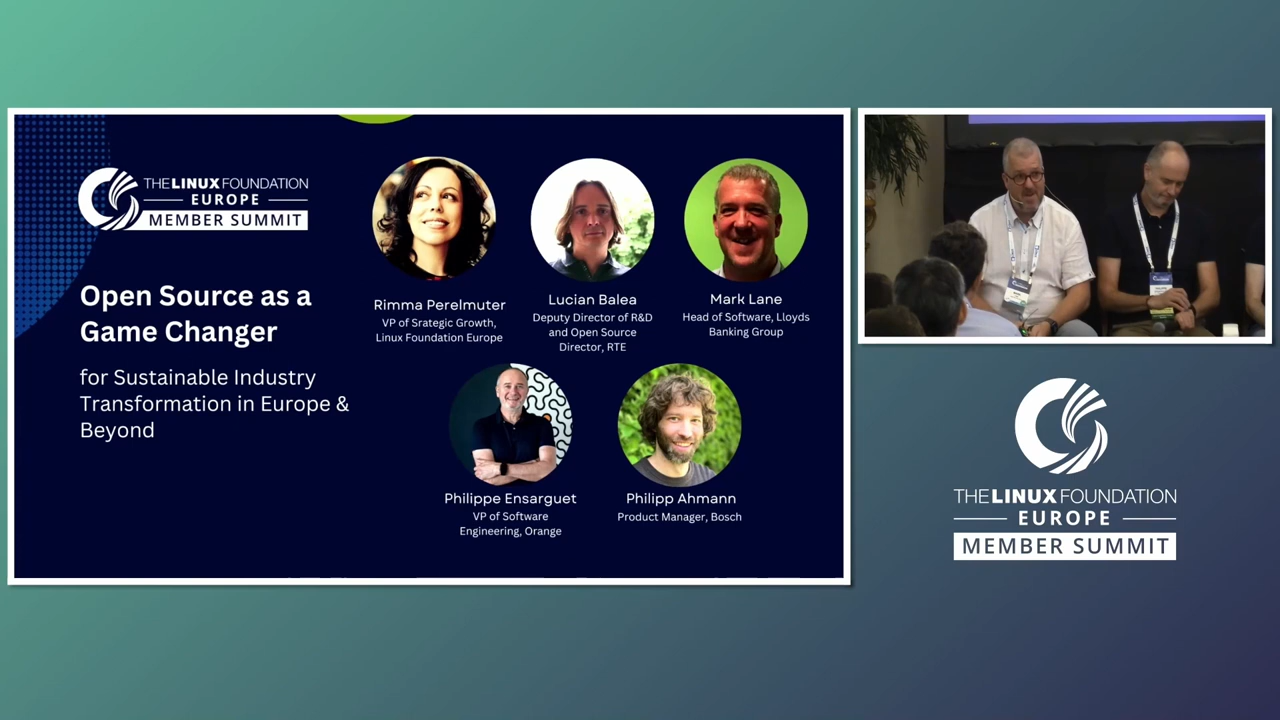 THE LINUX FOUNDATION
EUROPE
MEMBER SUMMIT
Open Source as a
Game Changer
for Sustainable Industry
Transformation in Europe &
Beyond
Rimma Perelmuter
VP of Srategic Growth,
Linux Foundation Europe
Lucian Balea
Deputy Director of R&D
and Open Source
Director, RTE
Mark Lane
Head of Software, Lloyds
Banking Group
Philippe Ensarguet
VP of Software
Engineering, Orange
Philipp Ahmann
Product Manager, Bosch
THE LINUX FOUNDATION
EUROPE
MEMBER SUMMIT